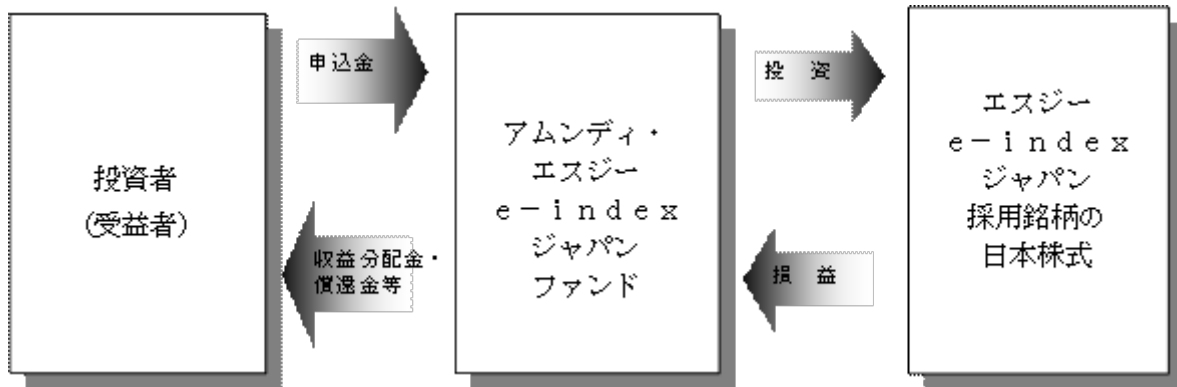 投資者
(受益者)
申込金
収益分配金・
償還金等
アムンディ・
エスジー
ｅ－ｉｎｄｅｘ
ジャパン
ファンド
投　資
損　益
エスジー
ｅ－ｉｎｄｅｘ
ジャパン
採用銘柄の
日本株式